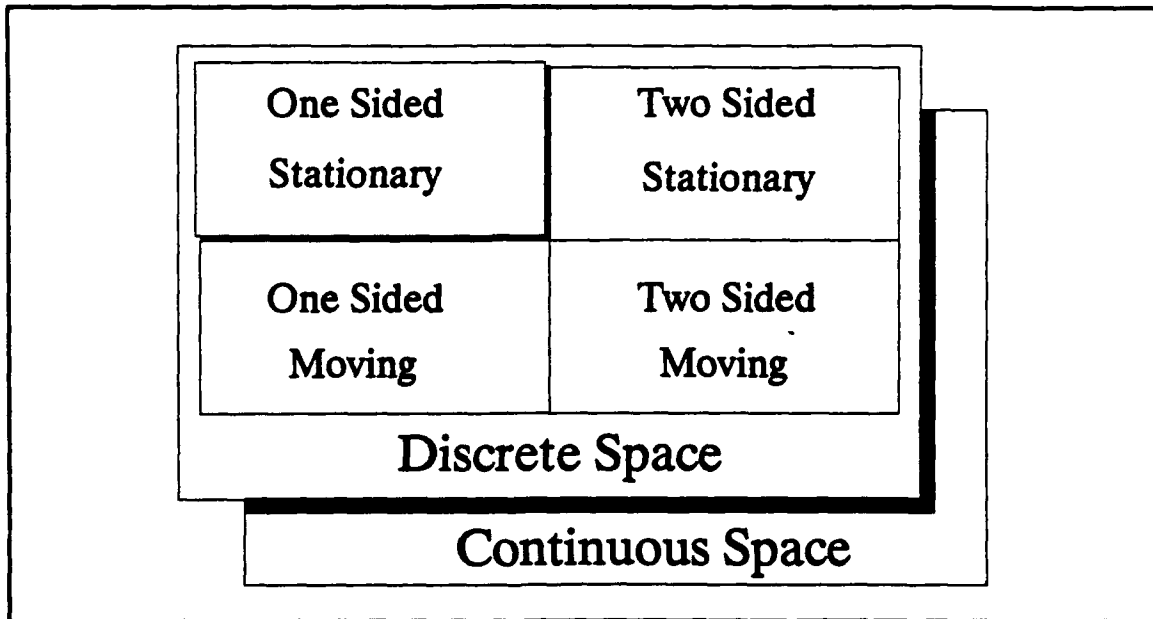 One Sided
Stationary
Two Sided
Stationary
One Sided
Moving
Two Sided
Moving
Discrete Space
Continuous Space